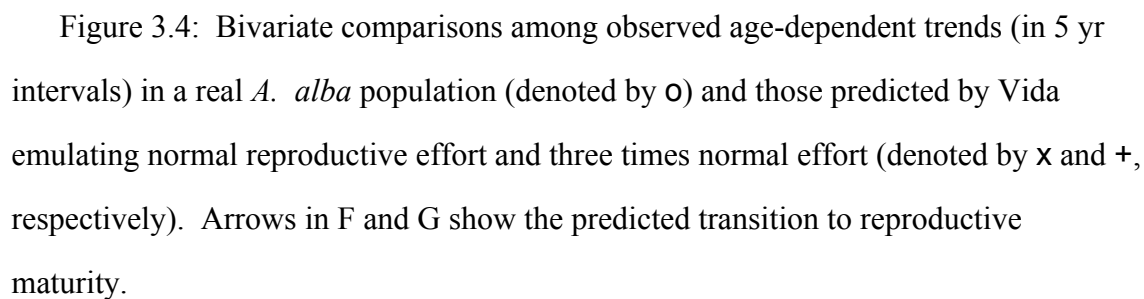 Figure 3.4:  Bivariate comparisons among observed age-dependent trends (in 5 yr
intervals) in a real A.  alba population (denoted by o) and those predicted by Vida
emulating normal reproductive effort and three times normal effort (denoted by x and +,
respectively).  Arrows in F and G show the predicted transition to reproductive
maturity.